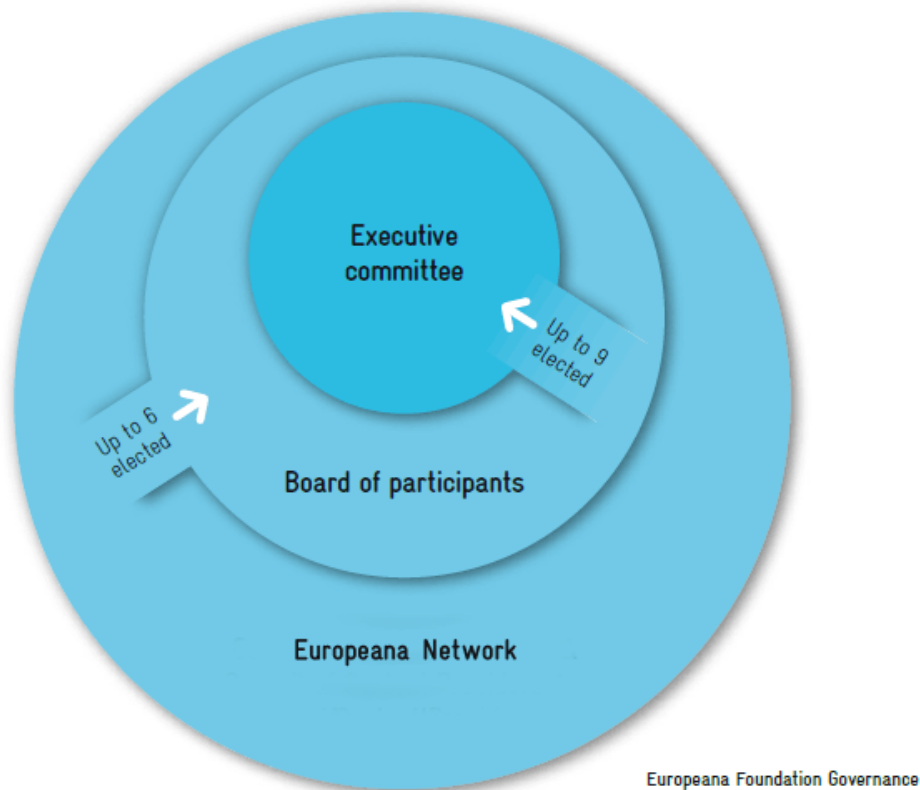 Executive
committee
Up to 9
elected
Up to 6
elected
Board of participants
Europeana Network
Europeana Foundation Governance